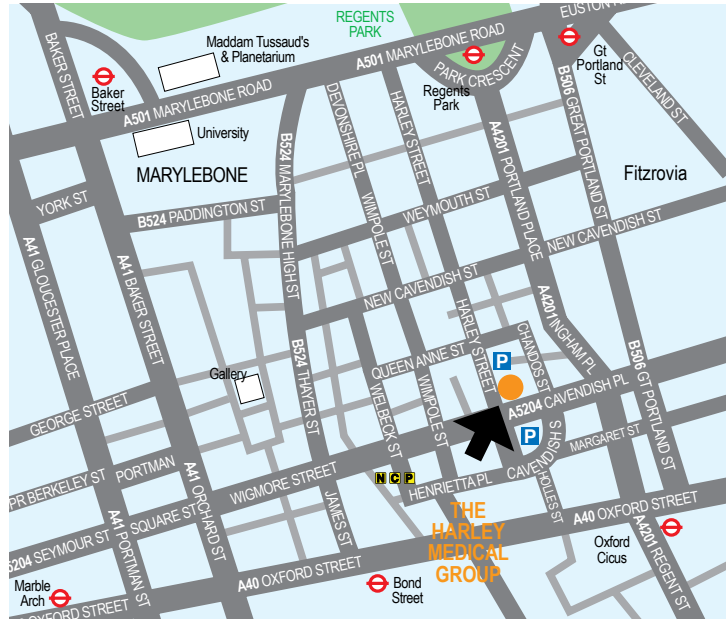 REGENTS
PARK
EUSTON
BAKER STREET
Maddam Tussaud's
& Planetarium
A501 MARYLEBONE ROAD
PARK CRESCENT
Gt
Portland
St
Baker
Street
Regents
Park
CLEVELAND ST
A501 MARYLEBONE ROAD
University
DEVONSHIRE PL
HARLEY STREET
B506 GREAT PORTLAND ST
MARYLEBONE
B524 MARYLEBONE HIGH ST
A4201 PORTLAND PLACE
Fitzrovia
YORK ST
B524 PADDINGTON ST
WIMPOLE ST
WEYMOUTH ST
NEW CAVENDISH ST
A41 GLOUCESTER PLACE
A41 BAKER STREET
NEW CAVENDISH ST
HARLEY STREET
A4201
INGHAM PL
B524 THAYER ST
QUEEN ANNE ST
CHANDOS ST
P
B506 GT PORTLAND ST
Gallery
WELBECK ST
WIMPOLE ST
A5204 CAVENDISH PL
GEORGE STREET
P
CAVENDISH S
MARGARET ST
PR BERKELEY ST
PORTMAN
SQUARE ST
WIGMORE STREET
NCP
HENRIETTA PL
HOLLES ST
A41 ORCHARD ST
A41 PORTMAN ST
JAMES ST
THE
HARLEY
MEDICAL
GROUP
A40 OXFORD STREET
5204 SEYMOUR ST
A40 OXFORD STREET
Oxford
Cicus
A4201 REGENT ST
Marble
Arch
Bond
Street
OXFORD STREET